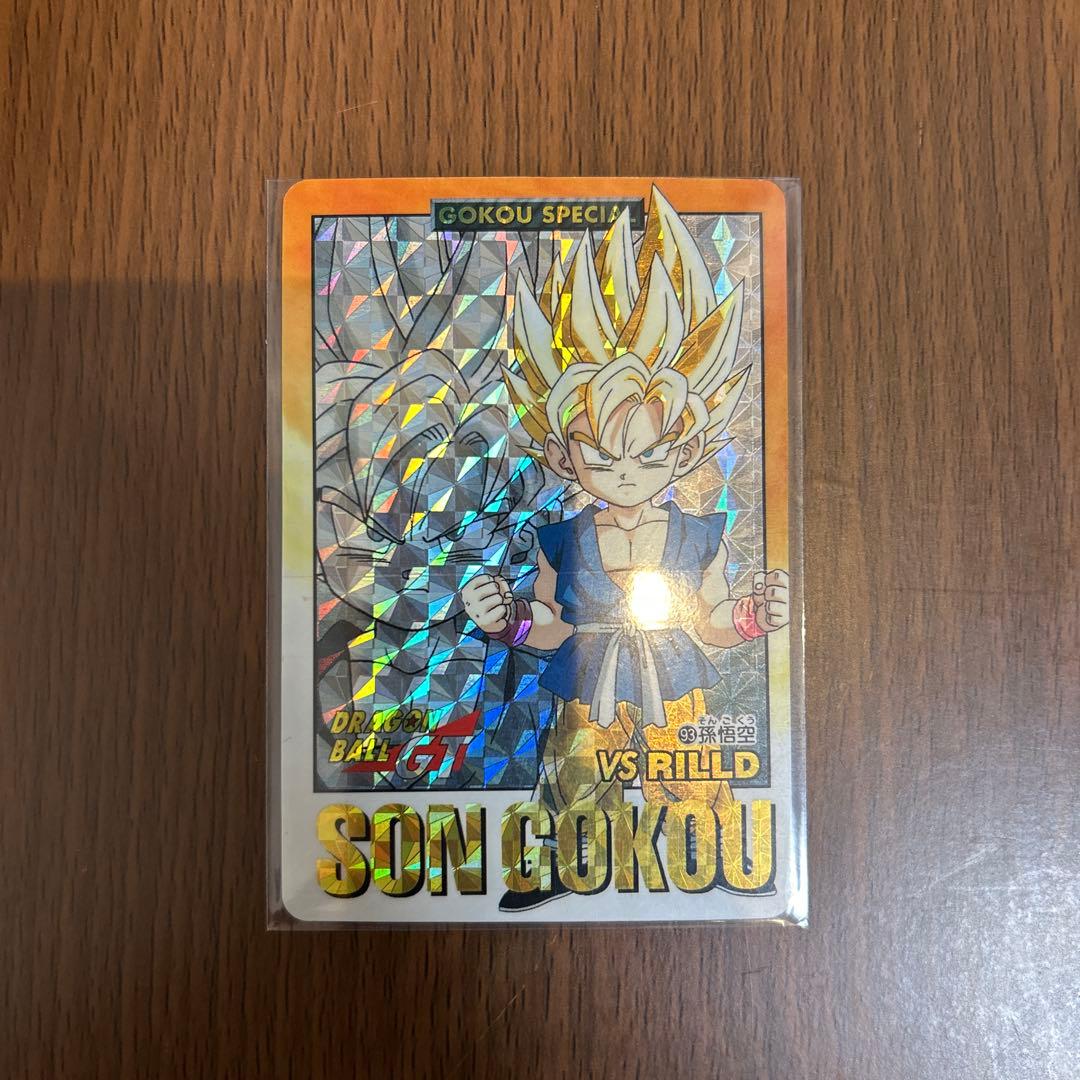 GOKOU SPECIAL
DRAGON
BALL GT
そんごくう
93 孫悟空
VS RILLD
SON GOKOU